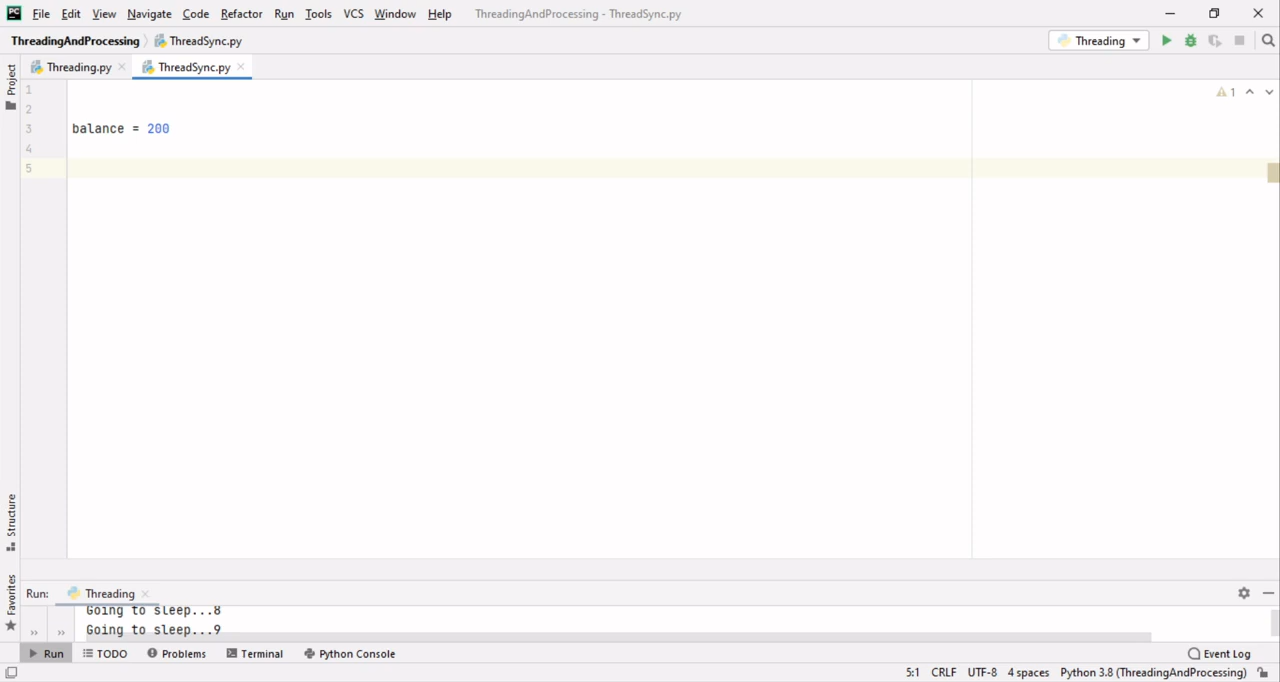 PC File Edit View Navigate Code Refactor Run Tools VCS Window Help ThreadingAndProcessing - ThreadSync.py
ThreadingAndProcessing ThreadSync.py Threading
Project
Threading.py ThreadSync.py
1
2
3 balance = 200
4
5
1
Structure
Favorites
Run: Threading
Going to sleep...8
Going to sleep...9
Run TODO Problems Terminal Python Console Event Log
5:1 CRLF UTF-8 4 spaces Python 3.8 (ThreadingAndProcessing)